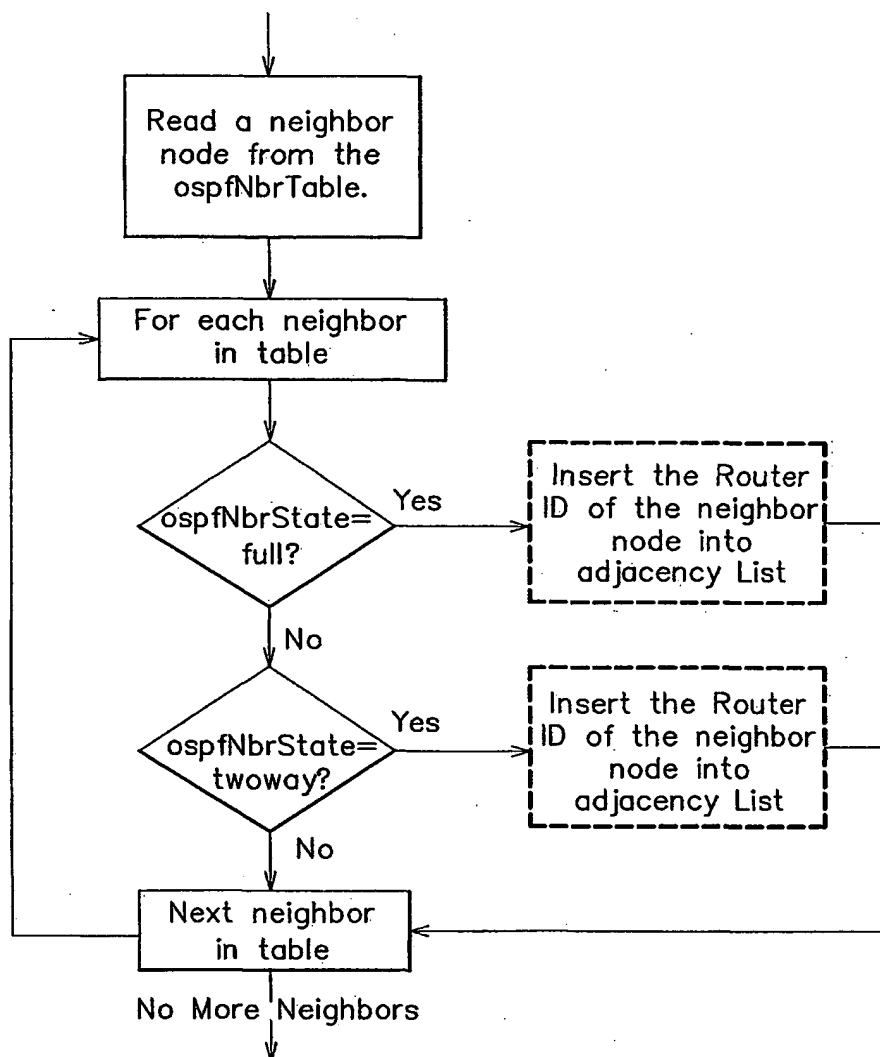 Read a neighbor
node from the
ospfNbrTable.
For each neighbor
in table
ospfNbrState=
full?
Yes
Insert the Router
ID of the neighbor
node into
adjacency List
No
ospfNbrState=
twoway?
Yes
Insert the Router
ID of the neighbor
node into
adjacency List
No
Next neighbor
in table
No More Neighbors